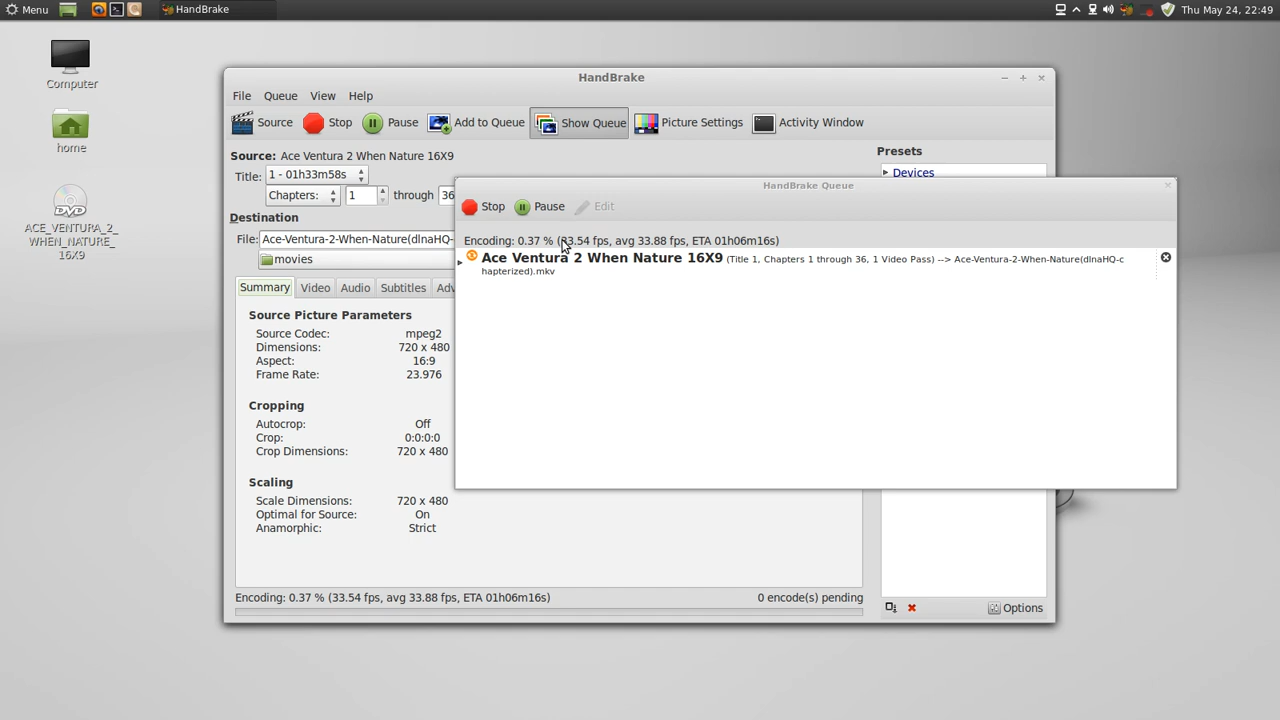 Menu
HandBrake
Thu May 24, 22:49
Computer
home
ACE_VENTURA_2_
WHEN_NATURE_
16X9
HandBrake
File Queue View Help
Source Stop Pause Add to Queue Show Queue Picture Settings Activity Window
Source: Ace Ventura 2 When Nature 16X9
Title: 1 - 01h33m58s
Chapters: 1 through 36
Destination
File: Ace-Ventura-2-When-Nature(dlnaHQ-
movies
Summary Video Audio Subtitles Adv
Source Picture Parameters
Source Codec: mpeg2
Dimensions: 720 x 480
Aspect: 16:9
Frame Rate: 23.976
Cropping
Autocrop: Off
Crop: 0:0:0:0
Crop Dimensions: 720 x 480
Scaling
Scale Dimensions: 720 x 480
Optimal for Source: On
Anamorphic: Strict
Encoding: 0.37 % (33.54 fps, avg 33.88 fps, ETA 01h06m16s) 0 encode(s) pending
Presets
Devices
Options
HandBrake Queue
Stop Pause Edit
Encoding: 0.37 % (33.54 fps, avg 33.88 fps, ETA 01h06m16s)
Ace Ventura 2 When Nature 16X9 (Title 1, Chapters 1 through 36, 1 Video Pass) --> Ace-Ventura-2-When-Nature(dlnaHQ-c
hapterized).mkv